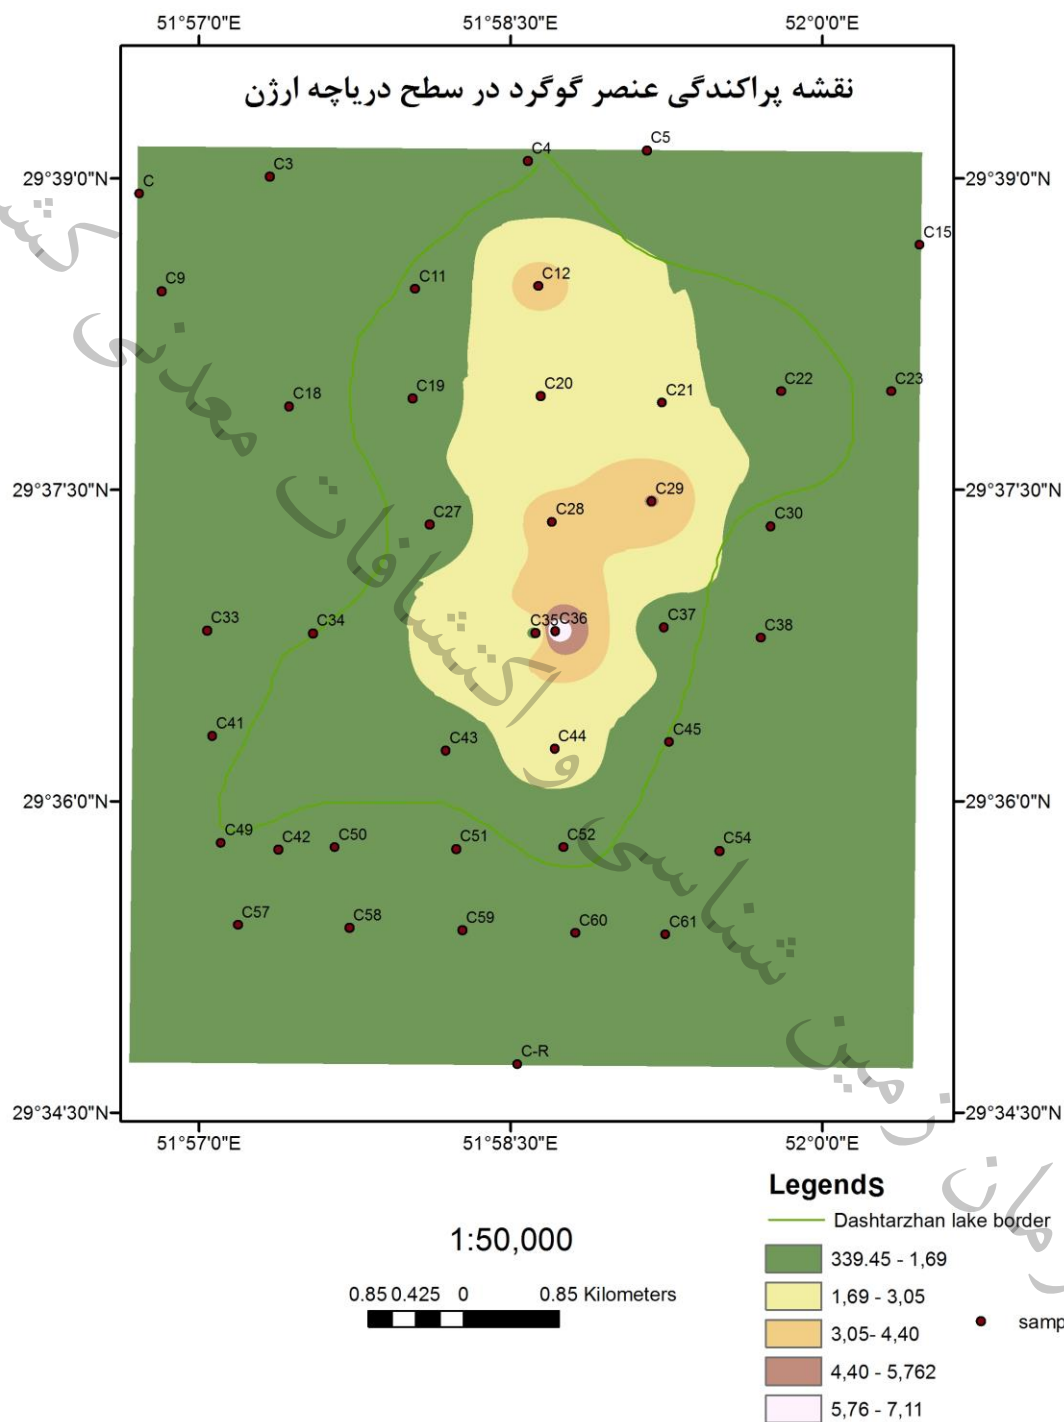 51°57'0"E 51°58'30"E 52°0'0"E
نقشه پراکندگی عنصر گوگرد در سطح دریاچه ارژن
C4 C5
C3
29°39'0"N 29°39'0"N
C
C15
C9 C11 C12
C18 C19 C20 C21 C22 C23
29°37'30"N 29°37'30"N
C27 C28 C29 C30
C33 C34 C35 C36 C37 C38
C41 C43 C44 C45
29°36'0"N 29°36'0"N
C49 C42 C50 C51 C52 C54
C57 C58 C59 C60 C61
C-R
29°34'30"N 29°34'30"N
51°57'0"E 51°58'30"E 52°0'0"E
و اکتشافات معدنی
زمین شناسی
1:50,000
0.85 0.425 0 0.85 Kilometers
Legends
Dashtarzhan lake border
339.45 - 1,69
1,69 - 3,05
3,05- 4,40
samp
4,40 - 5,762
5,76 - 7,11